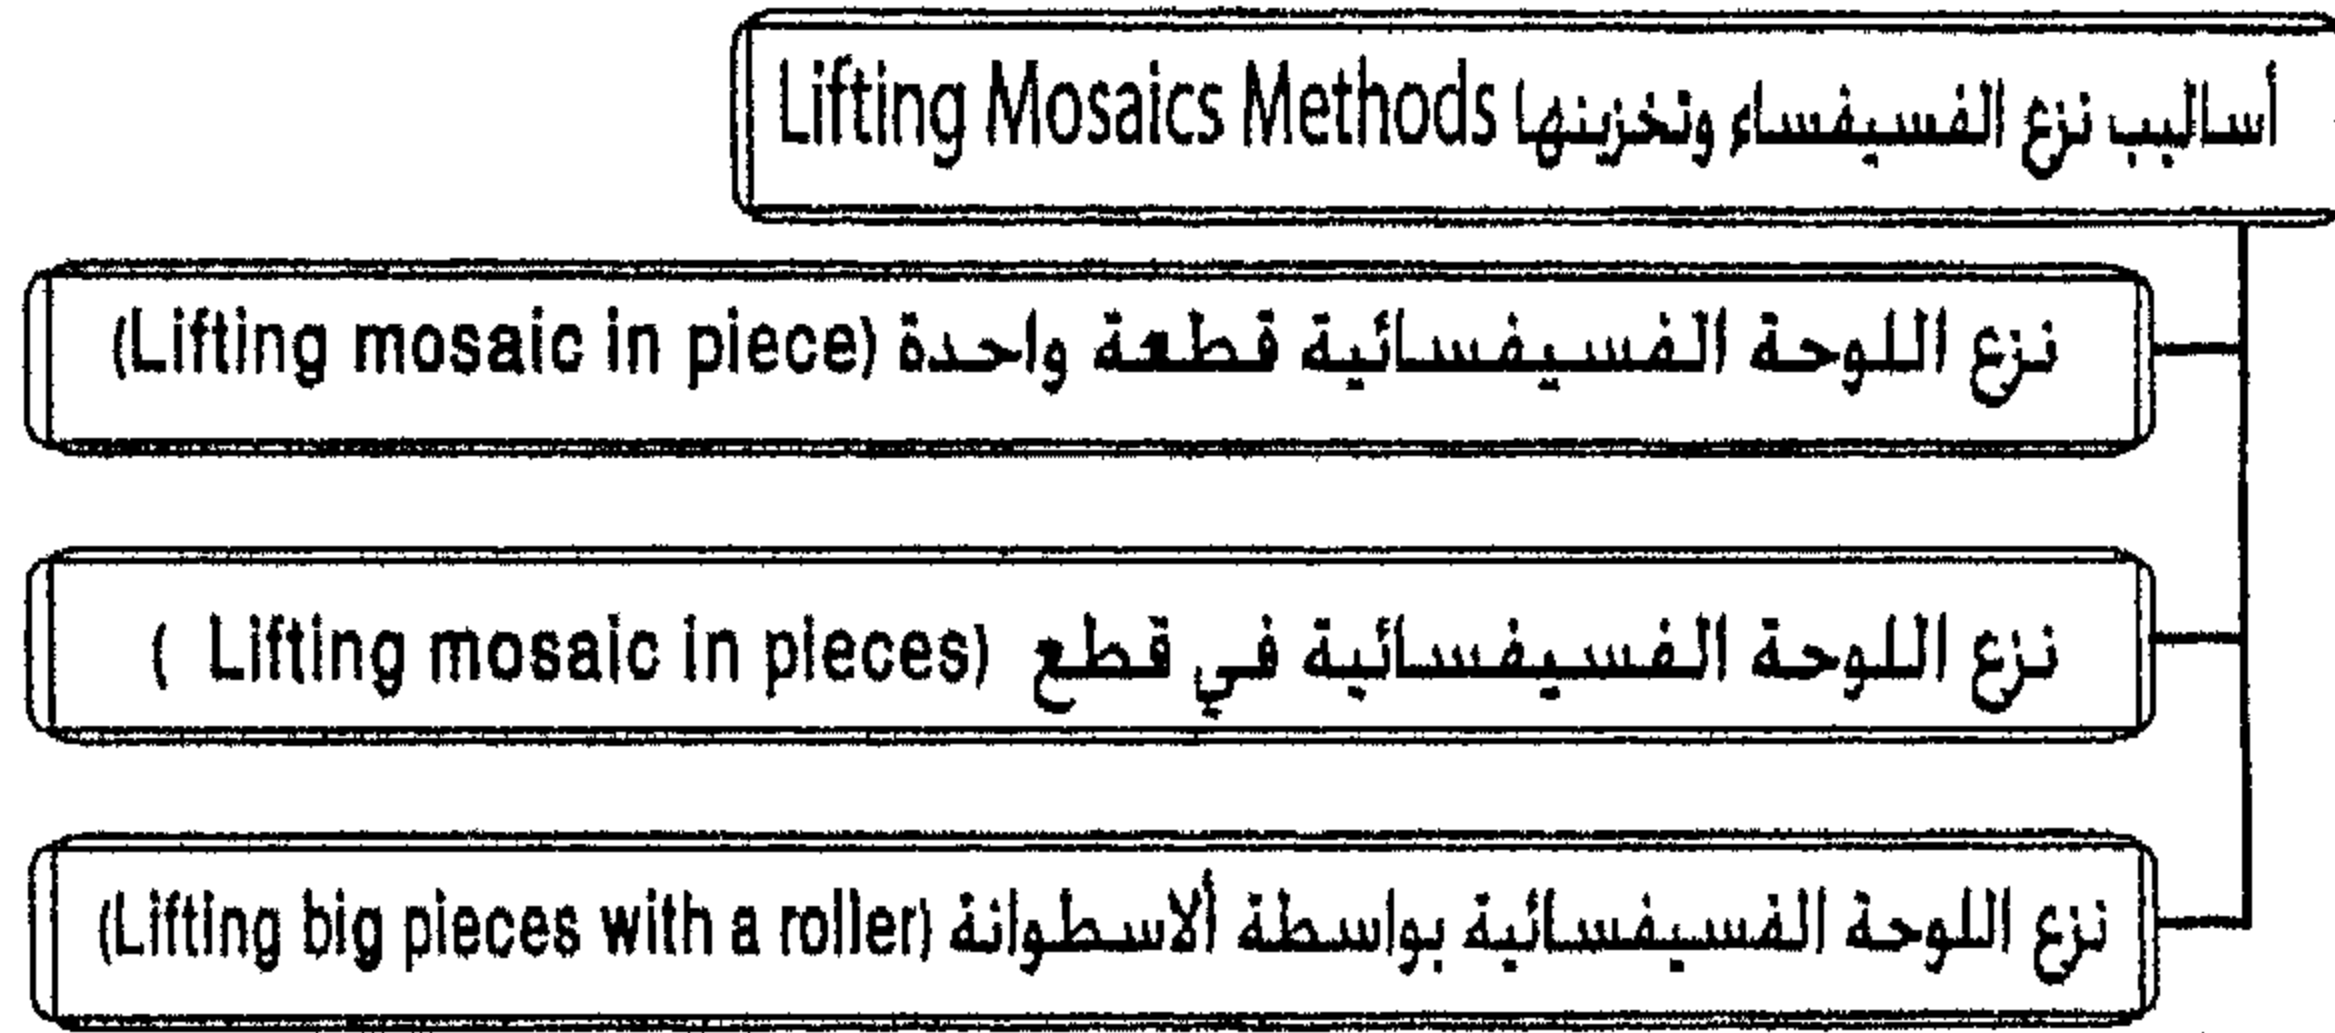 أساليب نزع الفسيفساء وتخزينها Lifting Mosaics Methods
نزع اللوحة الفسيفسائية قطعة واحدة (Lifting mosaic in piece)
نزع اللوحة الفسيفسائية في قطع (Lifting mosaic in pieces )
نزع اللوحة الفسيفسائية بواسطة ألاسطوانة (Lifting big pieces with a roller)